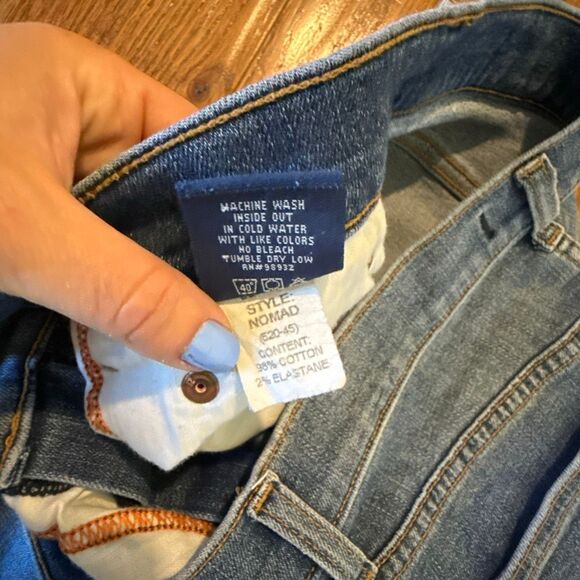 MACHINE WASH
INSIDE OUT
IN COLD WATER
WITH LIKE COLORS
NO BLEACH
TUMBLE DRY LOW
RN#98932
40°
STYLE:
NOMAD
(620-45)
CONTENT:
98% COTTON
2% ELASTANE